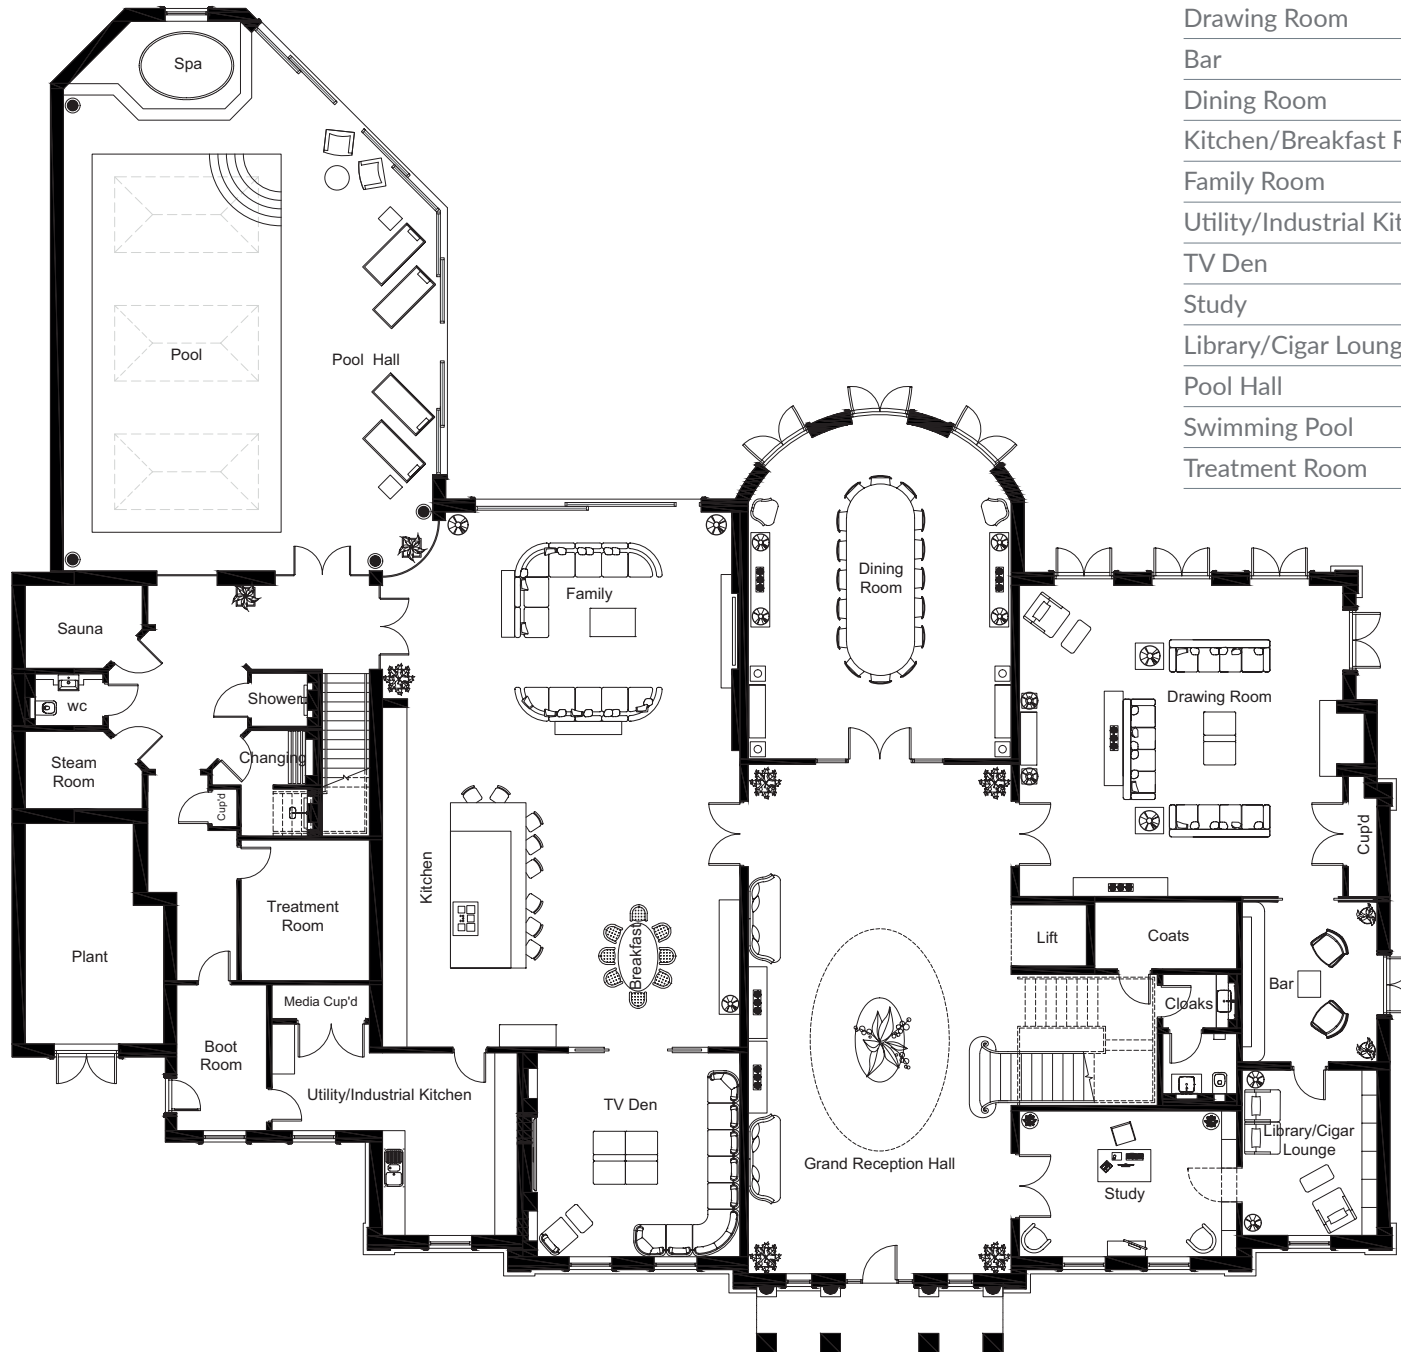 Drawing Room
Bar
Dining Room
Kitchen/Breakfast R
Family Room
Utility/Industrial Kit
TV Den
Study
Library/Cigar Loung
Pool Hall
Swimming Pool
Treatment Room
Spa
Pool
Pool Hall
Family
Dining
Room
Sauna
Shower
wc
Changing
Steam
Room
Cup'd
Drawing Room
Cup'd
Kitchen
Treatment
Room
Breakfast
Plant
Lift
Coats
Media Cup'd
Cloaks
Bar
Boot
Room
Utility/Industrial Kitchen
TV Den
Library/Cigar
Lounge
Grand Reception Hall
Study